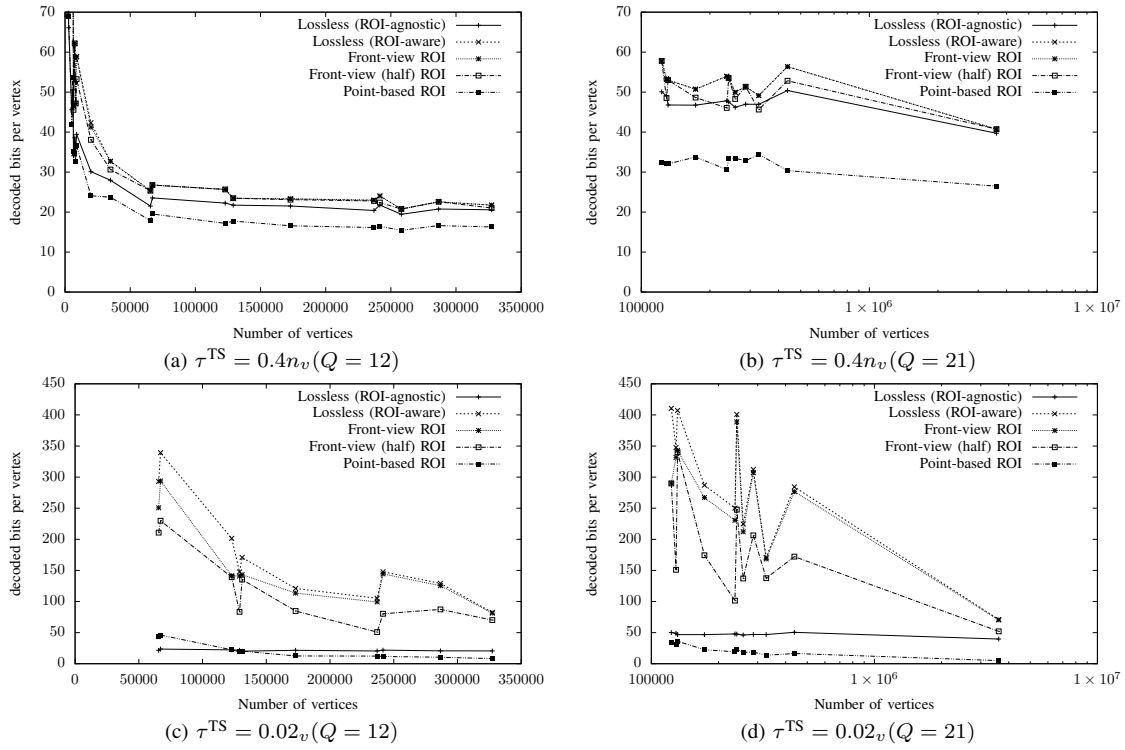 70
60
50
40
30
20
10
0
decoded bits per vertex
0 50000 100000 150000 200000 250000 300000 350000
Number of vertices
Lossless (ROI-agnostic)
Lossless (ROI-aware)
Front-view ROI
Front-view (half) ROI
Point-based ROI
(a) τ^TS = 0.4n_v(Q = 12)
70
60
50
40
30
20
10
0
decoded bits per vertex
100000 1 × 10^6 1 × 10^7
Number of vertices
Lossless (ROI-agnostic)
Lossless (ROI-aware)
Front-view ROI
Front-view (half) ROI
Point-based ROI
(b) τ^TS = 0.4n_v(Q = 21)
450
400
350
300
250
200
150
100
50
0
decoded bits per vertex
0 50000 100000 150000 200000 250000 300000 350000
Number of vertices
Lossless (ROI-agnostic)
Lossless (ROI-aware)
Front-view ROI
Front-view (half) ROI
Point-based ROI
(c) τ^TS = 0.02_v(Q = 12)
450
400
350
300
250
200
150
100
50
0
decoded bits per vertex
100000 1 × 10^6 1 × 10^7
Number of vertices
Lossless (ROI-agnostic)
Lossless (ROI-aware)
Front-view ROI
Front-view (half) ROI
Point-based ROI
(d) τ^TS = 0.02_v(Q = 21)